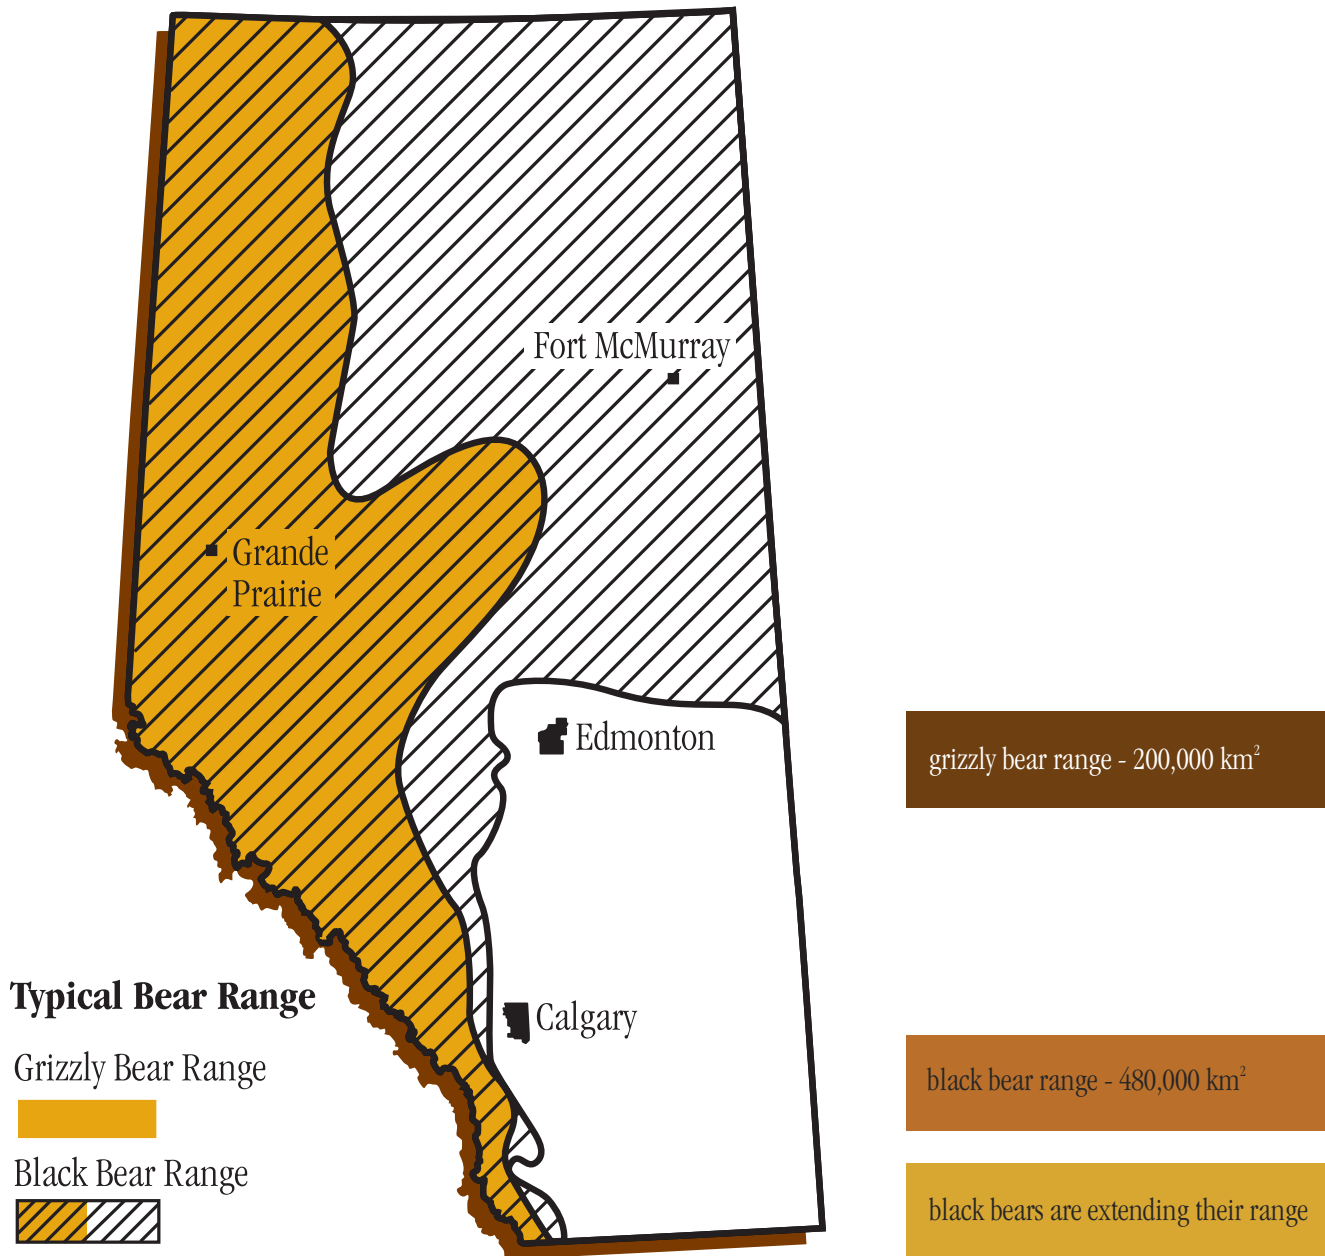 Fort McMurray
Grande
Prairie
Edmonton
grizzly bear range - 200,000 km²
Typical Bear Range
Calgary
Grizzly Bear Range
black bear range - 480,000 km²
Black Bear Range
black bears are extending their range